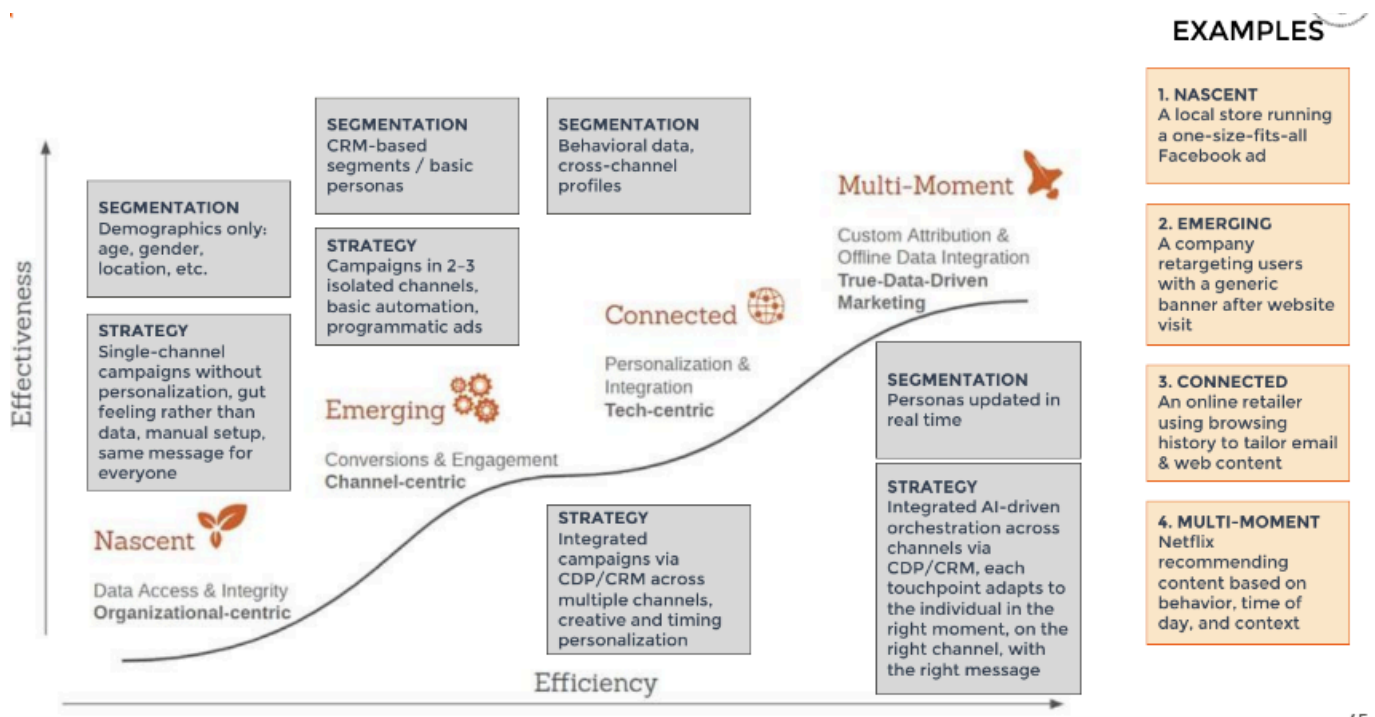 EXAMPLES
Effectiveness
SEGMENTATION
Demographics only:
age, gender,
location, etc.
STRATEGY
Single-channel
campaigns without
personalization, gut
feeling rather than
data, manual setup,
same message for
everyone
Nascent
Data Access & Integrity
Organizational-centric
SEGMENTATION
CRM-based
segments / basic
personas
STRATEGY
Campaigns in 2-3
isolated channels,
basic automation,
programmatic ads
Emerging
Conversions & Engagement
Channel-centric
SEGMENTATION
Behavioral data,
cross-channel
profiles
Connected
Personalization &
Integration
Tech-centric
STRATEGY
Integrated
campaigns via
CDP/CRM across
multiple channels,
creative and timing
personalization
Multi-Moment
Custom Attribution &
Offline Data Integration
True-Data-Driven
Marketing
SEGMENTATION
Personas updated in
real time
STRATEGY
Integrated AI-driven
orchestration across
channels via
CDP/CRM, each
touchpoint adapts to
the individual in the
right moment, on the
right channel, with
the right message
Efficiency
1. NASCENT
A local store running
a one-size-fits-all
Facebook ad
2. EMERGING
A company
retargeting users
with a generic
banner after website
visit
3. CONNECTED
An online retailer
using browsing
history to tailor email
& web content
4. MULTI-MOMENT
Netflix
recommending
content based on
behavior, time of
day, and context